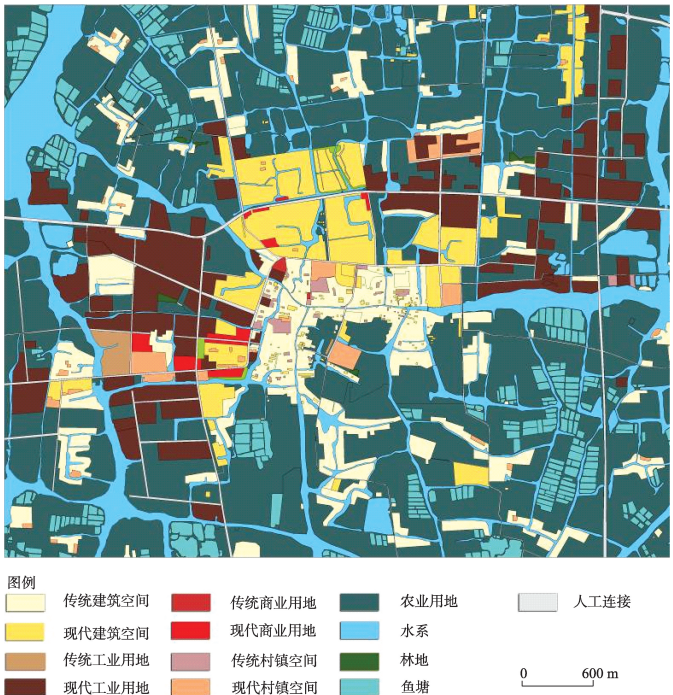 图例
传统建筑空间 传统商业用地 农业用地 人工连接
现代建筑空间 现代商业用地 水系
传统工业用地 传统村镇空间 林地
现代工业用地 现代村镇空间 鱼塘
0 600 m